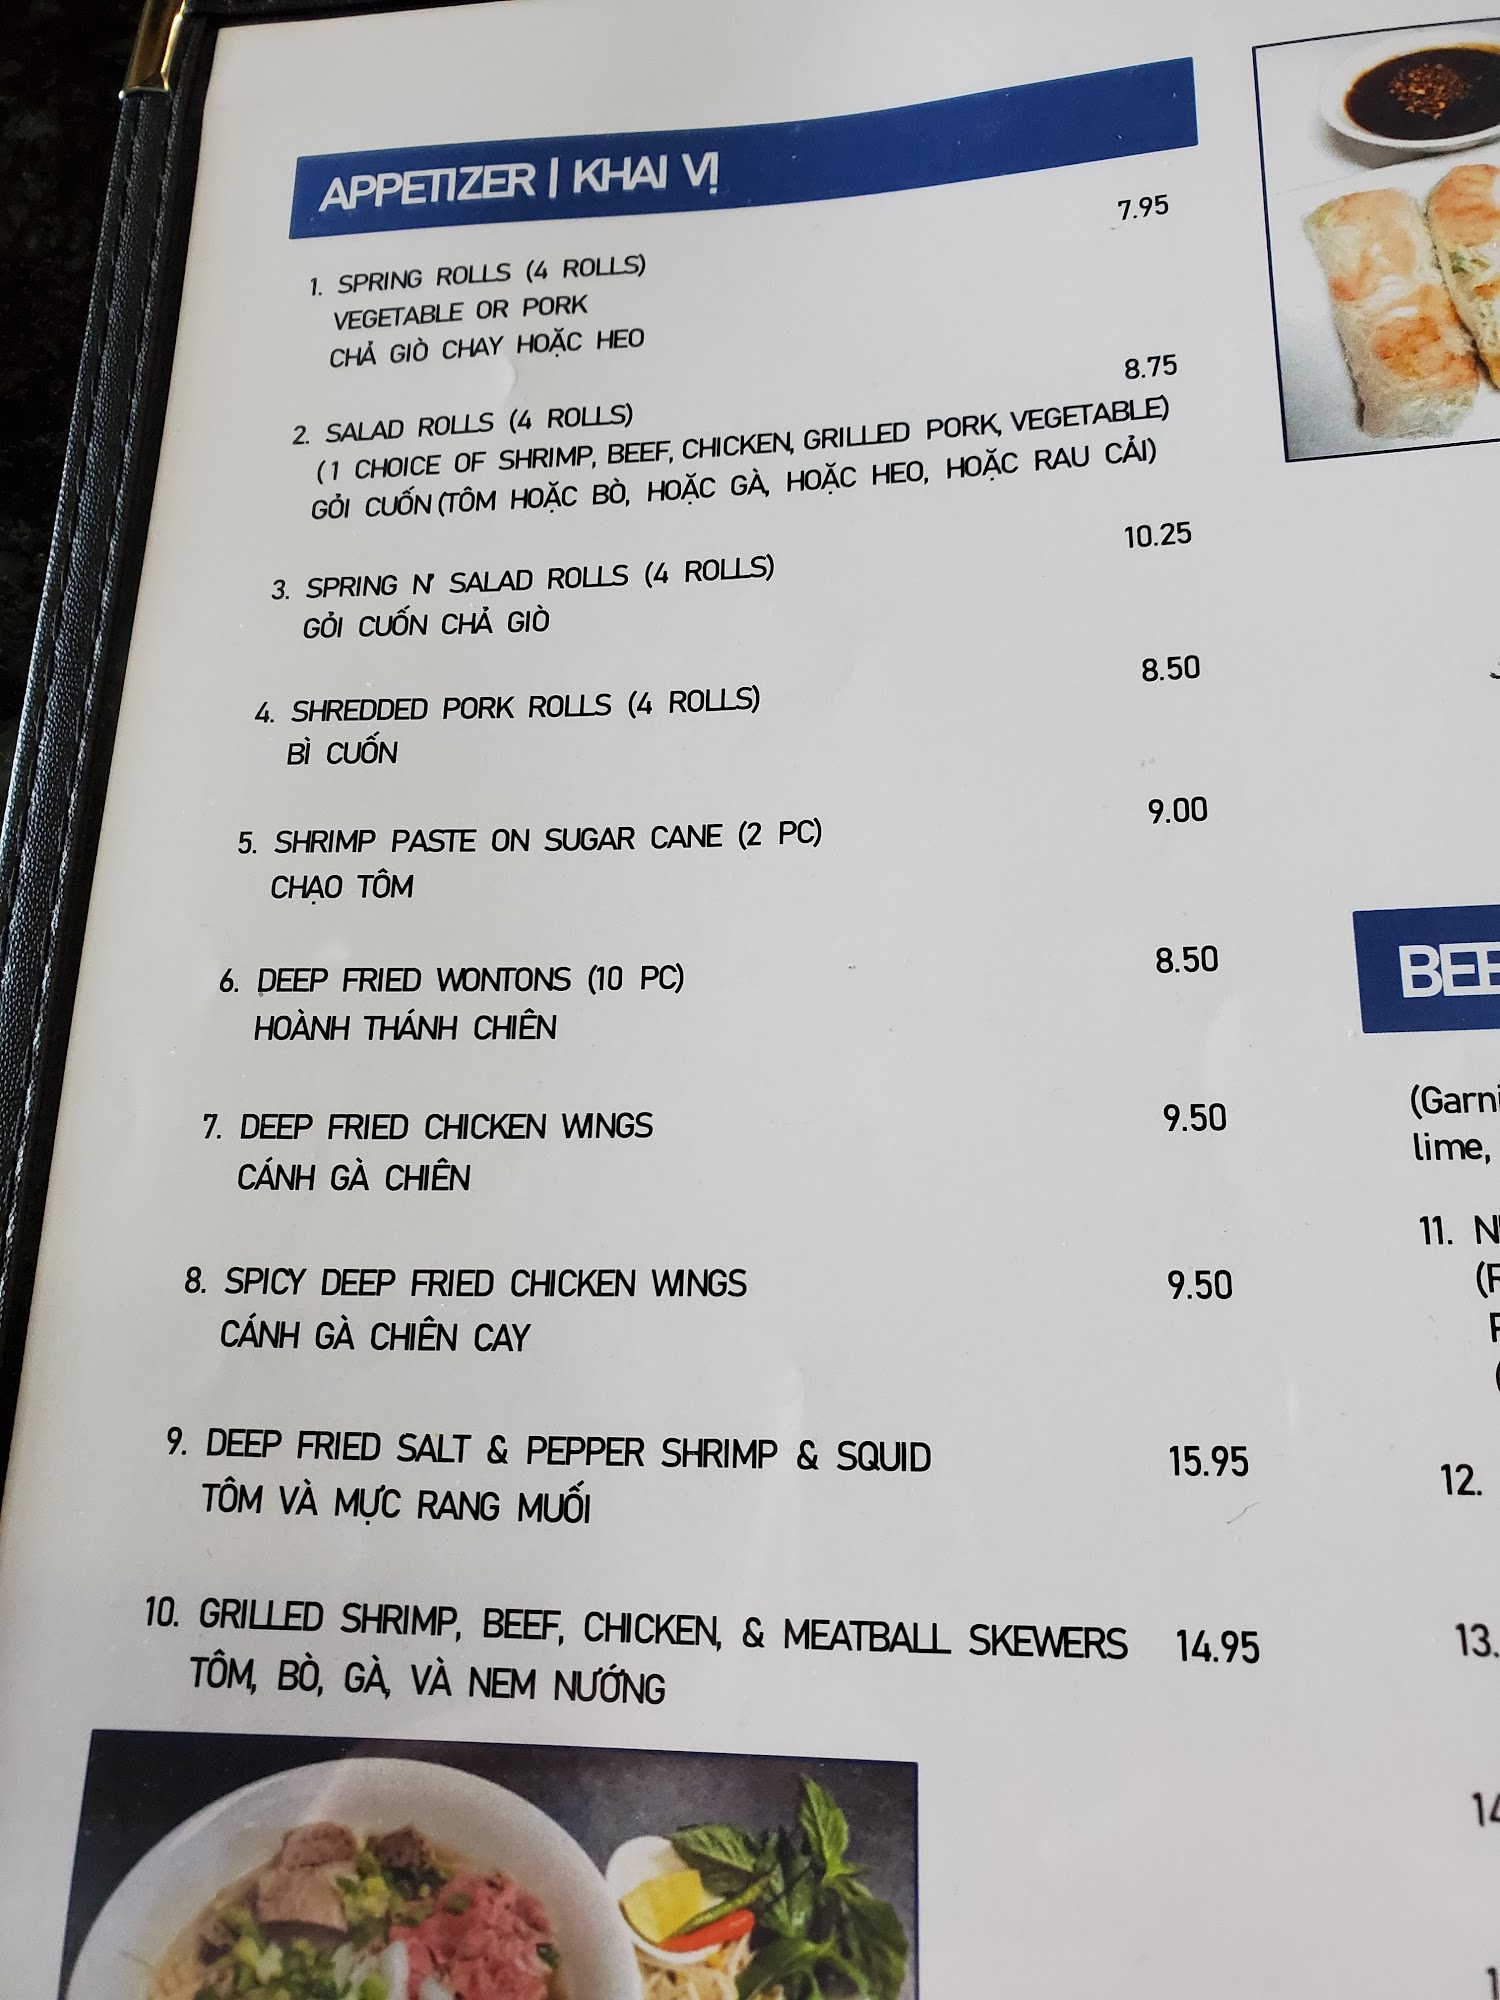 APPETIZER | KHAI VỊ
1. SPRING ROLLS (4 ROLLS) 7.95
VEGETABLE OR PORK
CHẢ GIÒ CHAY HOẶC HEO
2. SALAD ROLLS (4 ROLLS) 8.75
(1 CHOICE OF SHRIMP, BEEF, CHICKEN, GRILLED PORK, VEGETABLE)
GỎI CUỐN (TÔM HOẶC BÒ, HOẶC GÀ, HOẶC HEO, HOẶC RAU CẢI)
3. SPRING N' SALAD ROLLS (4 ROLLS) 10.25
GỎI CUỐN CHẢ GIÒ
4. SHREDDED PORK ROLLS (4 ROLLS) 8.50
BÌ CUỐN
5. SHRIMP PASTE ON SUGAR CANE (2 PC) 9.00
CHẠO TÔM
6. DEEP FRIED WONTONS (10 PC) 8.50
HOÀNH THÁNH CHIÊN
7. DEEP FRIED CHICKEN WINGS 9.50
CÁNH GÀ CHIÊN
8. SPICY DEEP FRIED CHICKEN WINGS 9.50
CÁNH GÀ CHIÊN CAY
9. DEEP FRIED SALT & PEPPER SHRIMP & SQUID 15.95
TÔM VÀ MỰC RANG MUỐI
10. GRILLED SHRIMP, BEEF, CHICKEN, & MEATBALL SKEWERS 14.95
TÔM, BÒ, GÀ, VÀ NEM NƯỚNG
lime,
11.
12.
13.